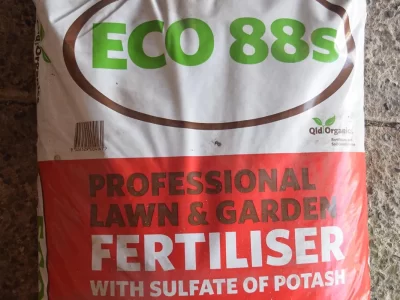 ECO 88s
Qld Organics
PROFESSIONAL
LAWN & GARDEN
FERTILISER
WITH SULFATE OF POTASH